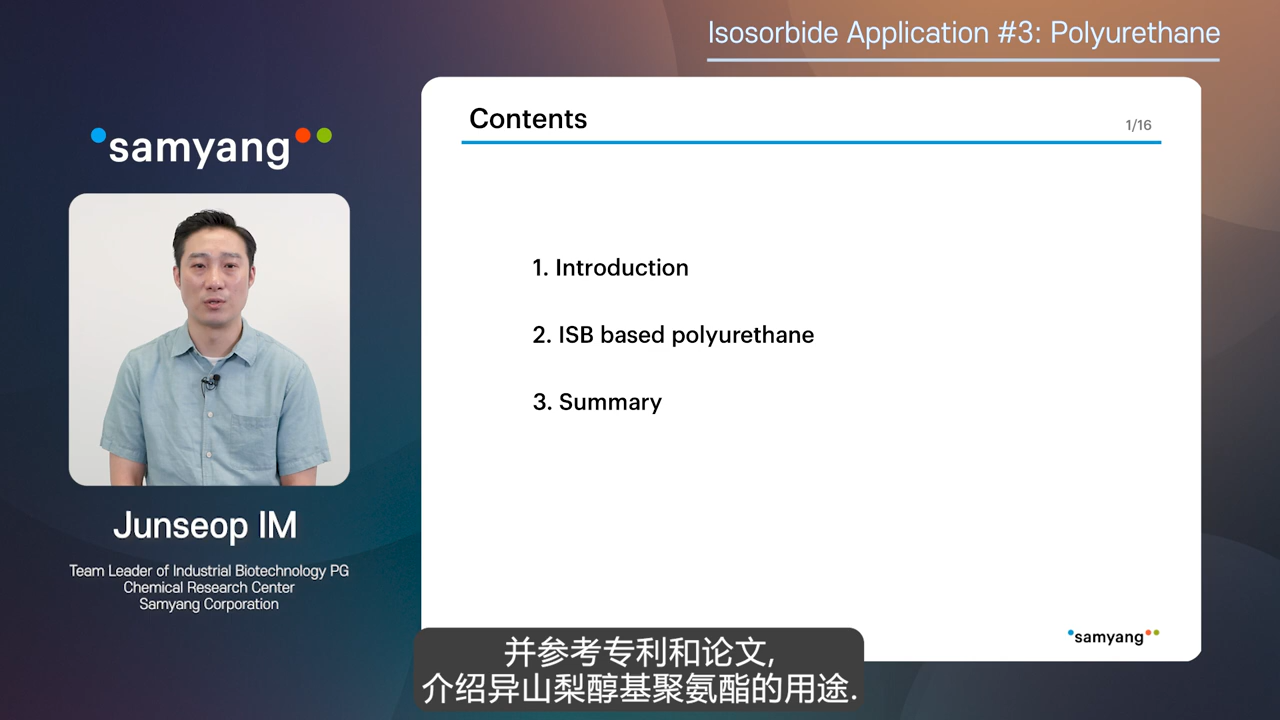 Isosorbide Application #3: Polyurethane
samyang
Junseop IM
Team Leader of Industrial Biotechnology PG
Chemical Research Center
Samyang Corporation
Contents
1/16
1. Introduction
2. ISB based polyurethane
3. Summary
samyang
并参考专利和论文,
介绍异山梨醇基聚氨酯的用途.